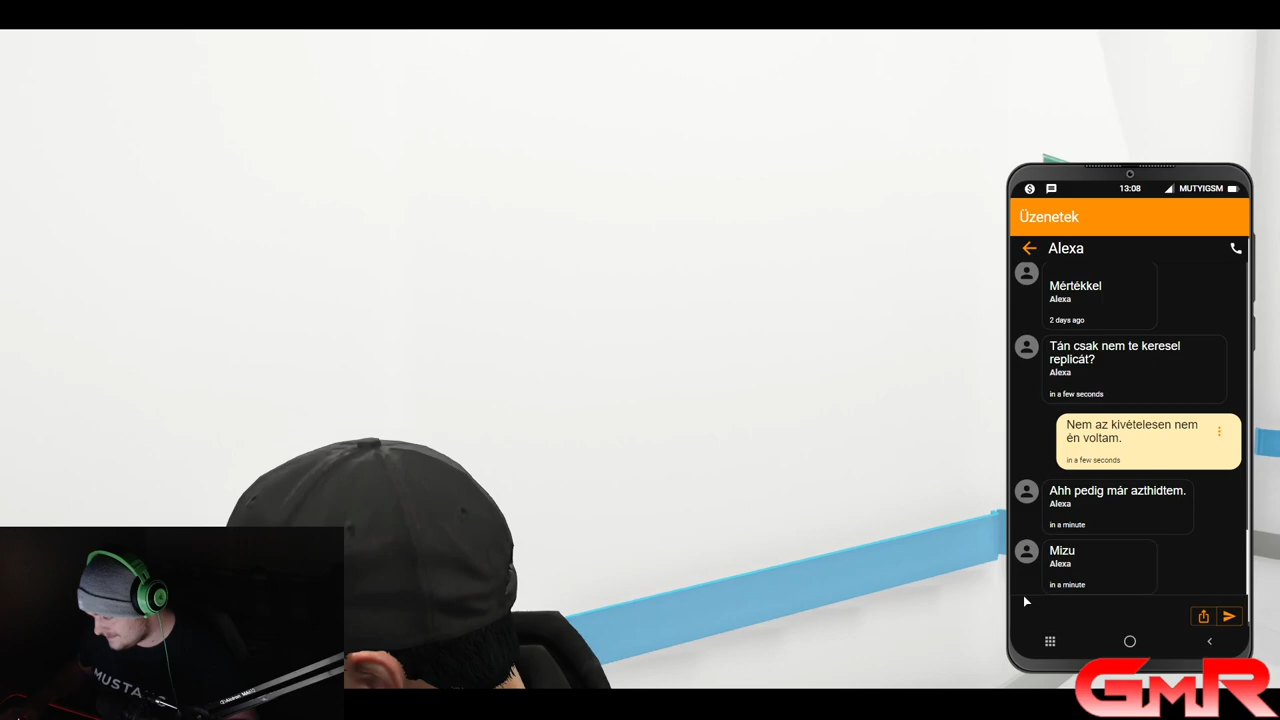 13:08
MUTYIGSM
Üzenetek
Alexa
Mértékkel
Alexa
2 days ago
Tán csak nem te keresel
replicát?
Alexa
in a few seconds
Nem az kivételesen nem
én voltam.
in a few seconds
Ahh pedig már azthidtem.
Alexa
in a minute
Mizu
Alexa
in a minute
MUSTA
GMR